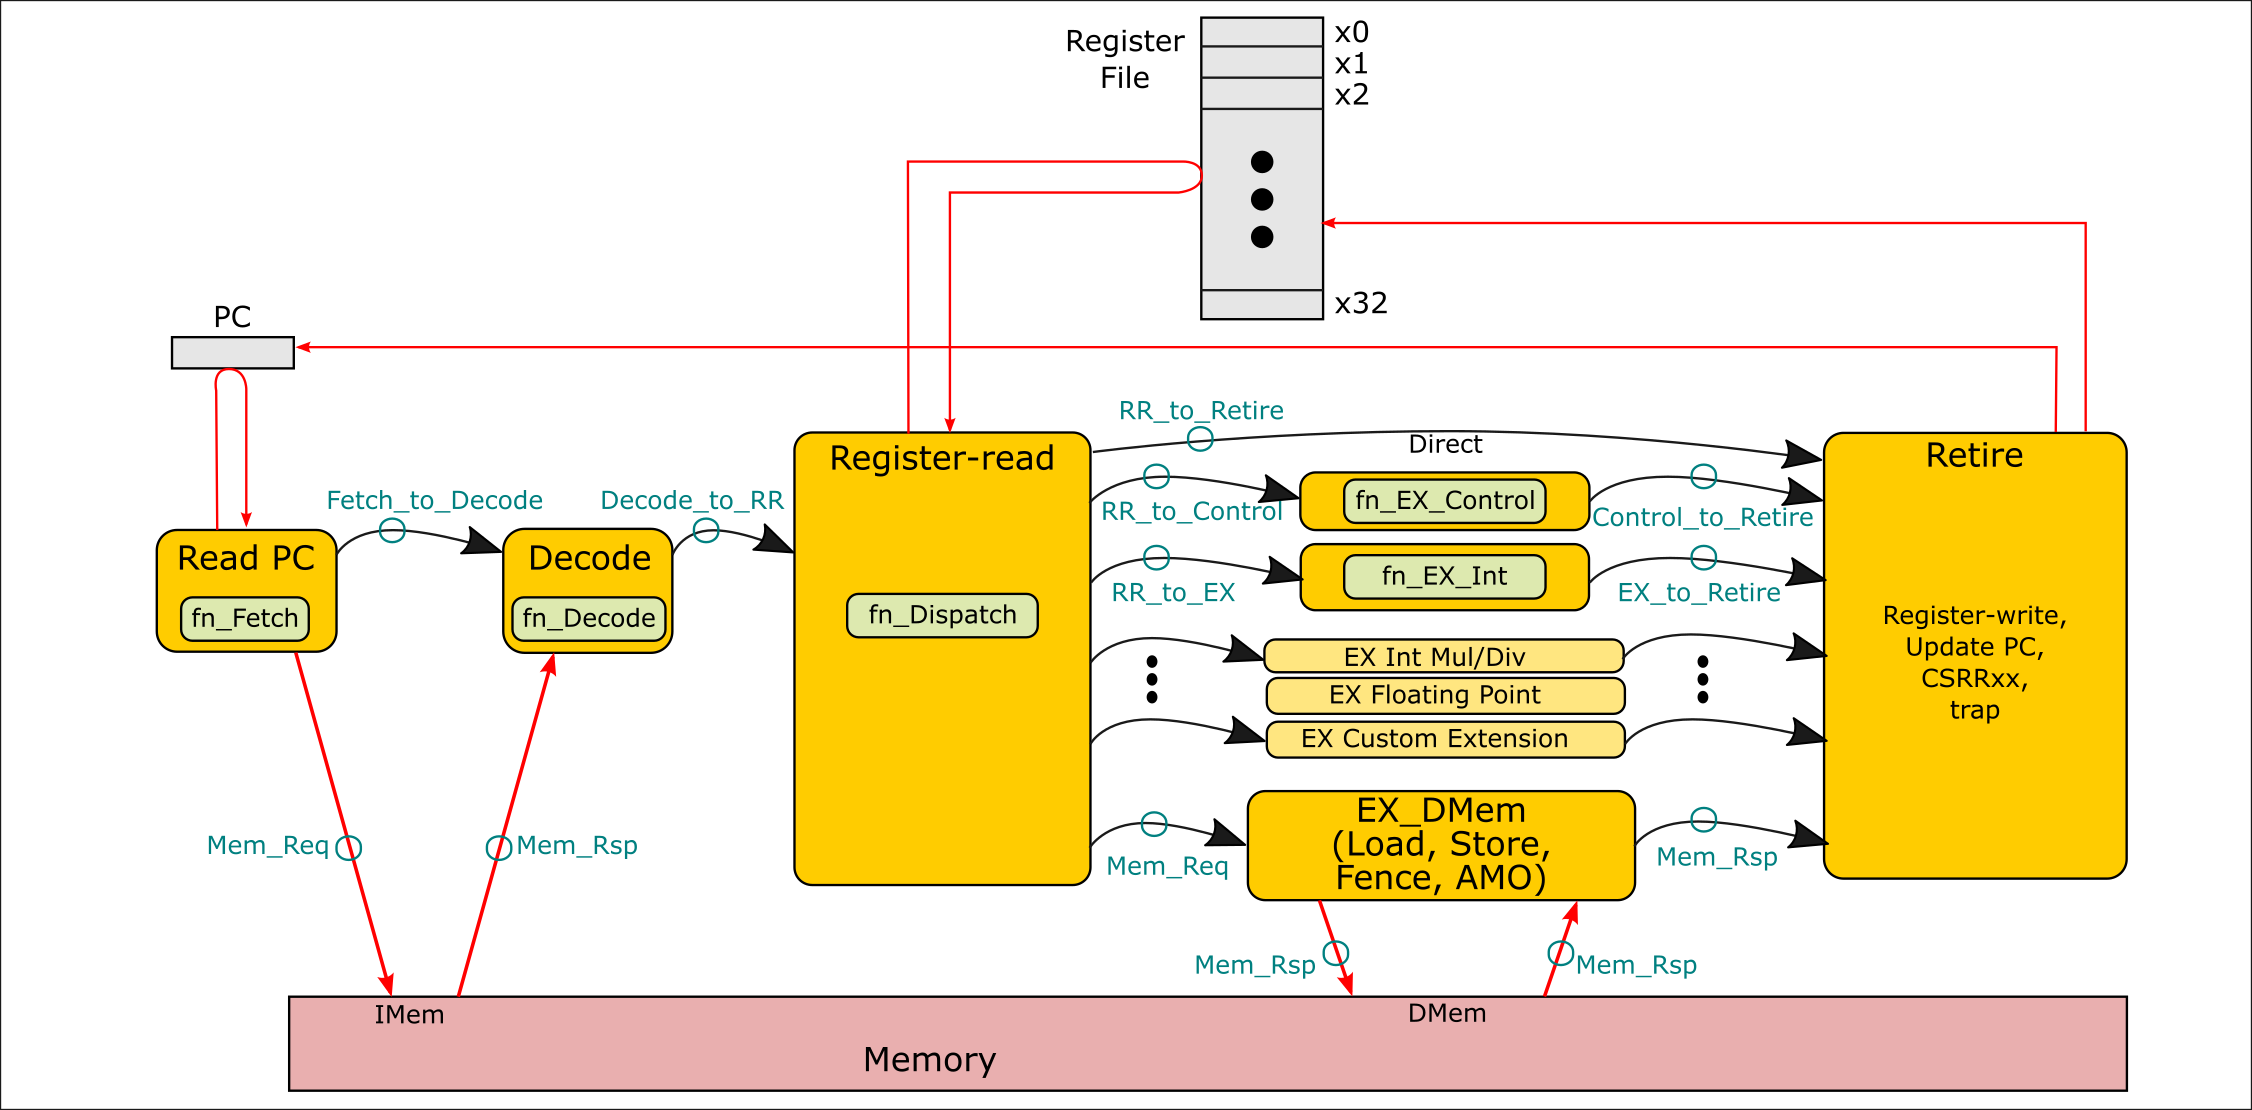 Register
File
x0
x1
x2
x32
PC
RR_to_Retire
Direct
Register-read
Retire
Fetch_to_Decode
Decode_to_RR
fn_EX_Control
RR_to_Control
Control_to_Retire
Read PC
Decode
fn_EX_Int
RR_to_EX
EX_to_Retire
fn_Fetch
fn_Decode
fn_Dispatch
Register-write,
Update PC,
CSRRxx,
trap
EX Int Mul/Div
EX Floating Point
EX Custom Extension
EX_DMem
(Load, Store,
Fence, AMO)
Mem_Req
Mem_Rsp
Mem_Req
Mem_Rsp
Mem_Rsp
Mem_Rsp
IMem
DMem
Memory